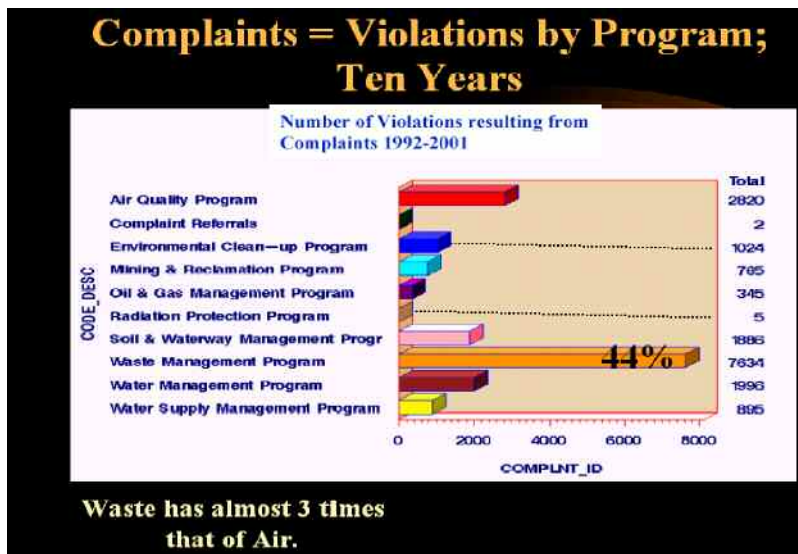 Complaints = Violations by Program;
Ten Years
Number of Violations resulting from
Complaints 1992-2001
Total
Air Quality Program 2820
Complaint Referrals 2
Environmental Clean-up Program 1024
Mining & Reclamation Program 765
Oil & Gas Management Program 345
Radiation Protection Program 5
Soil & Waterway Management Progr 1886
Waste Management Program 44% 7634
Water Management Program 1996
Water Supply Management Program 895
CODE_DESC
0 2000 4000 6000 8000
COMPLNT_ID
Waste has almost 3 times
that of Air.